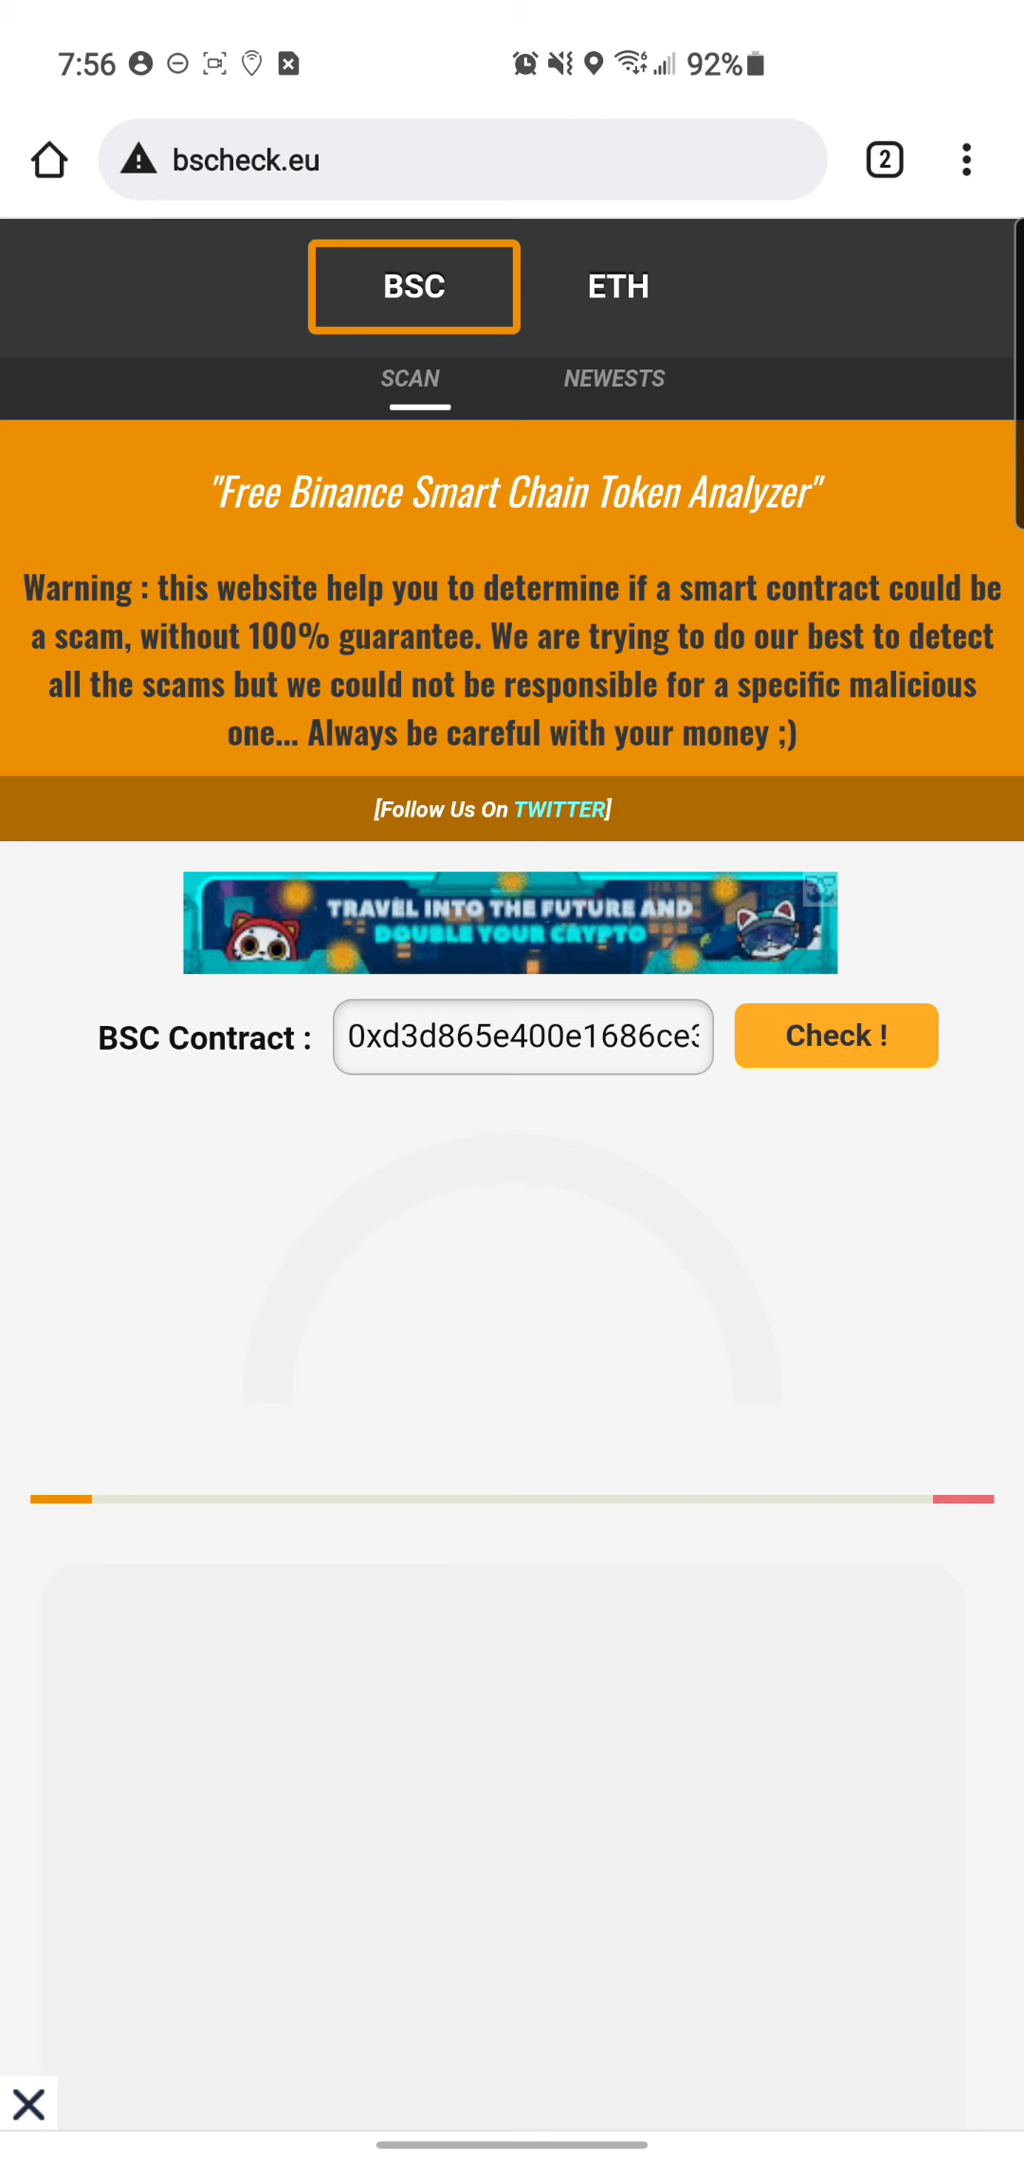 7:56
92%
bscheck.eu
2
BSC
ETH
SCAN
NEWESTS
"Free Binance Smart Chain Token Analyzer"
Warning : this website help you to determine if a smart contract could be
a scam, without 100% guarantee. We are trying to do our best to detect
all the scams but we could not be responsible for a specific malicious
one... Always be careful with your money ;)
[Follow Us On TWITTER]
TRAVEL INTO THE FUTURE AND
DOUBLE YOUR CRYPTO
BSC Contract :
0xd3d865e400e1686ce3
Check !